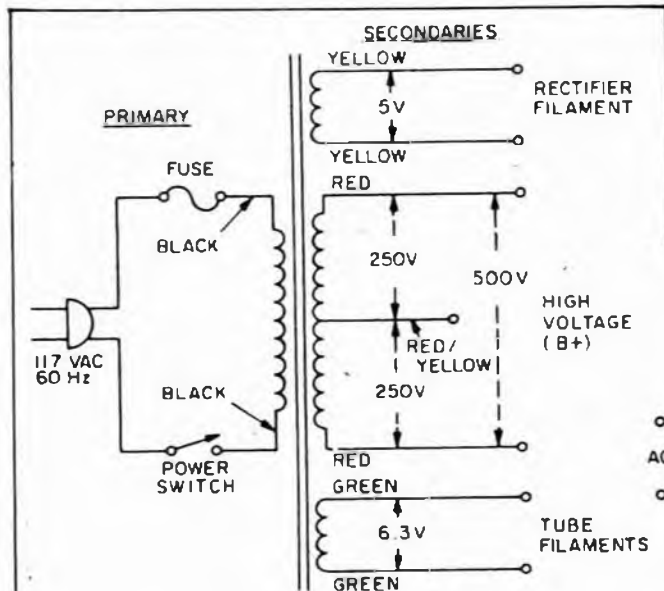 SECONDARIES
YELLOW
5V
YELLOW
RECTIFIER
FILAMENT
PRIMARY
FUSE
BLACK
117 VAC
60 Hz
BLACK
POWER
SWITCH
RED
250V
500V
RED/
YELLOW
250V
RED
HIGH
VOLTAGE
(B+)
GREEN
6.3V
GREEN
TUBE
FILAMENTS